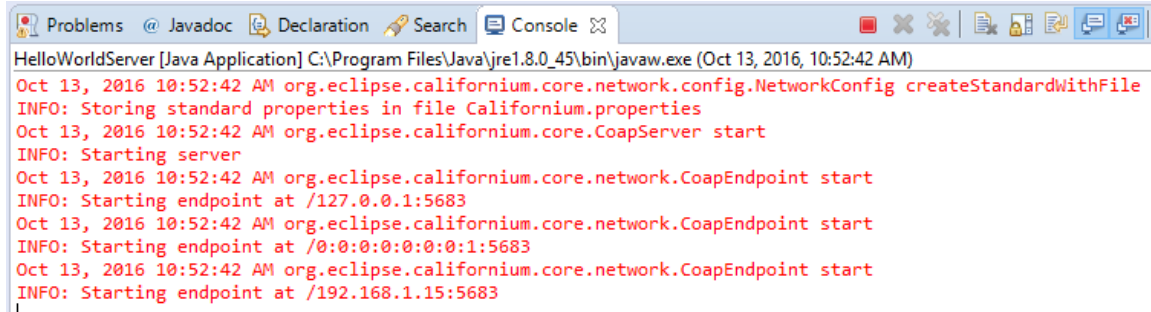 Problems @ Javadoc Declaration Search Console
HelloWorldServer [Java Application] C:\Program Files\Java\jre1.8.0_45\bin\javaw.exe (Oct 13, 2016, 10:52:42 AM)
Oct 13, 2016 10:52:42 AM org.eclipse.californium.core.network.config.NetworkConfig createStandardWithFile
INFO: Storing standard properties in file Californium.properties
Oct 13, 2016 10:52:42 AM org.eclipse.californium.core.CoapServer start
INFO: Starting server
Oct 13, 2016 10:52:42 AM org.eclipse.californium.core.network.CoapEndpoint start
INFO: Starting endpoint at /127.0.0.1:5683
Oct 13, 2016 10:52:42 AM org.eclipse.californium.core.network.CoapEndpoint start
INFO: Starting endpoint at /0:0:0:0:0:0:0:1:5683
Oct 13, 2016 10:52:42 AM org.eclipse.californium.core.network.CoapEndpoint start
INFO: Starting endpoint at /192.168.1.15:5683